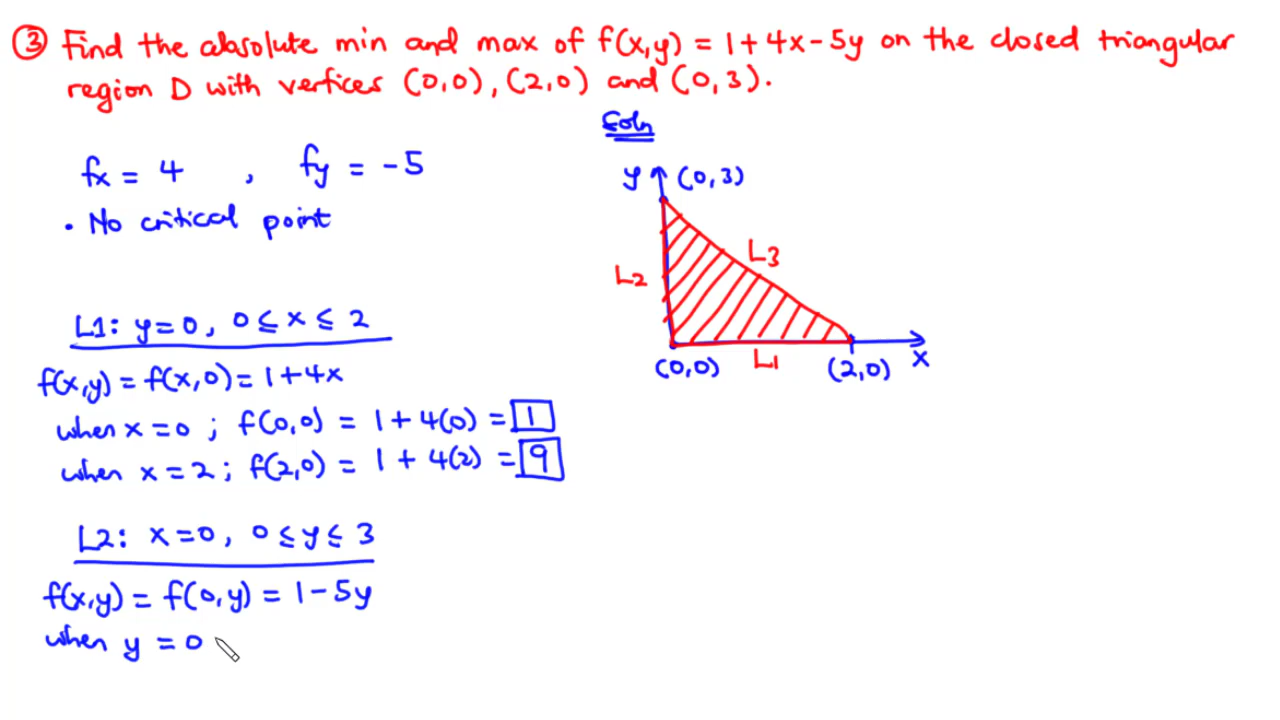 ③ Find the absolute min and max of f(x,y) = 1+4x-5y on the closed triangular
region D with vertices (0,0), (2,0) and (0,3).
Soln
fx = 4 , fy = -5
• No critical point
y (0,3)
L3
L2
L1
(0,0) (2,0) x
L1: y=0, 0 ≤ x ≤ 2
f(x,y) = f(x,0) = 1+4x
when x=0 ; f(0,0) = 1+4(0) = 1
when x=2 ; f(2,0) = 1+4(2) = 9
L2: x=0, 0 ≤ y ≤ 3
f(x,y) = f(0,y) = 1-5y
when y=0